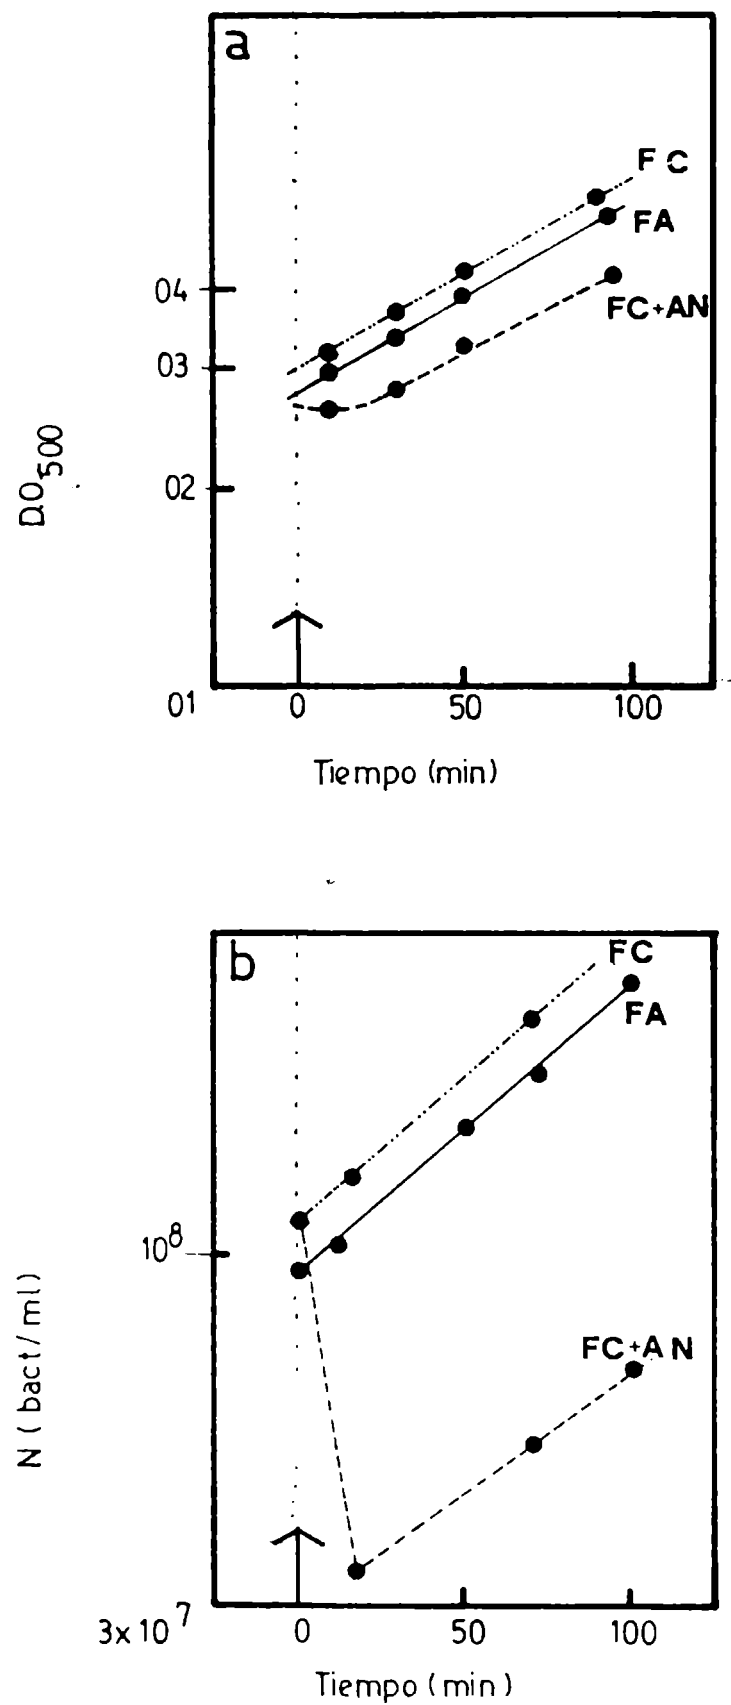 a
FC
FA
FC+AN
04
03
02
01
D.O500
0
50
100
Tiempo (min)
b
FC
FA
FC+AN
10^8
3x10^7
N ( bact/ml )
0
50
100
Tiempo (min)